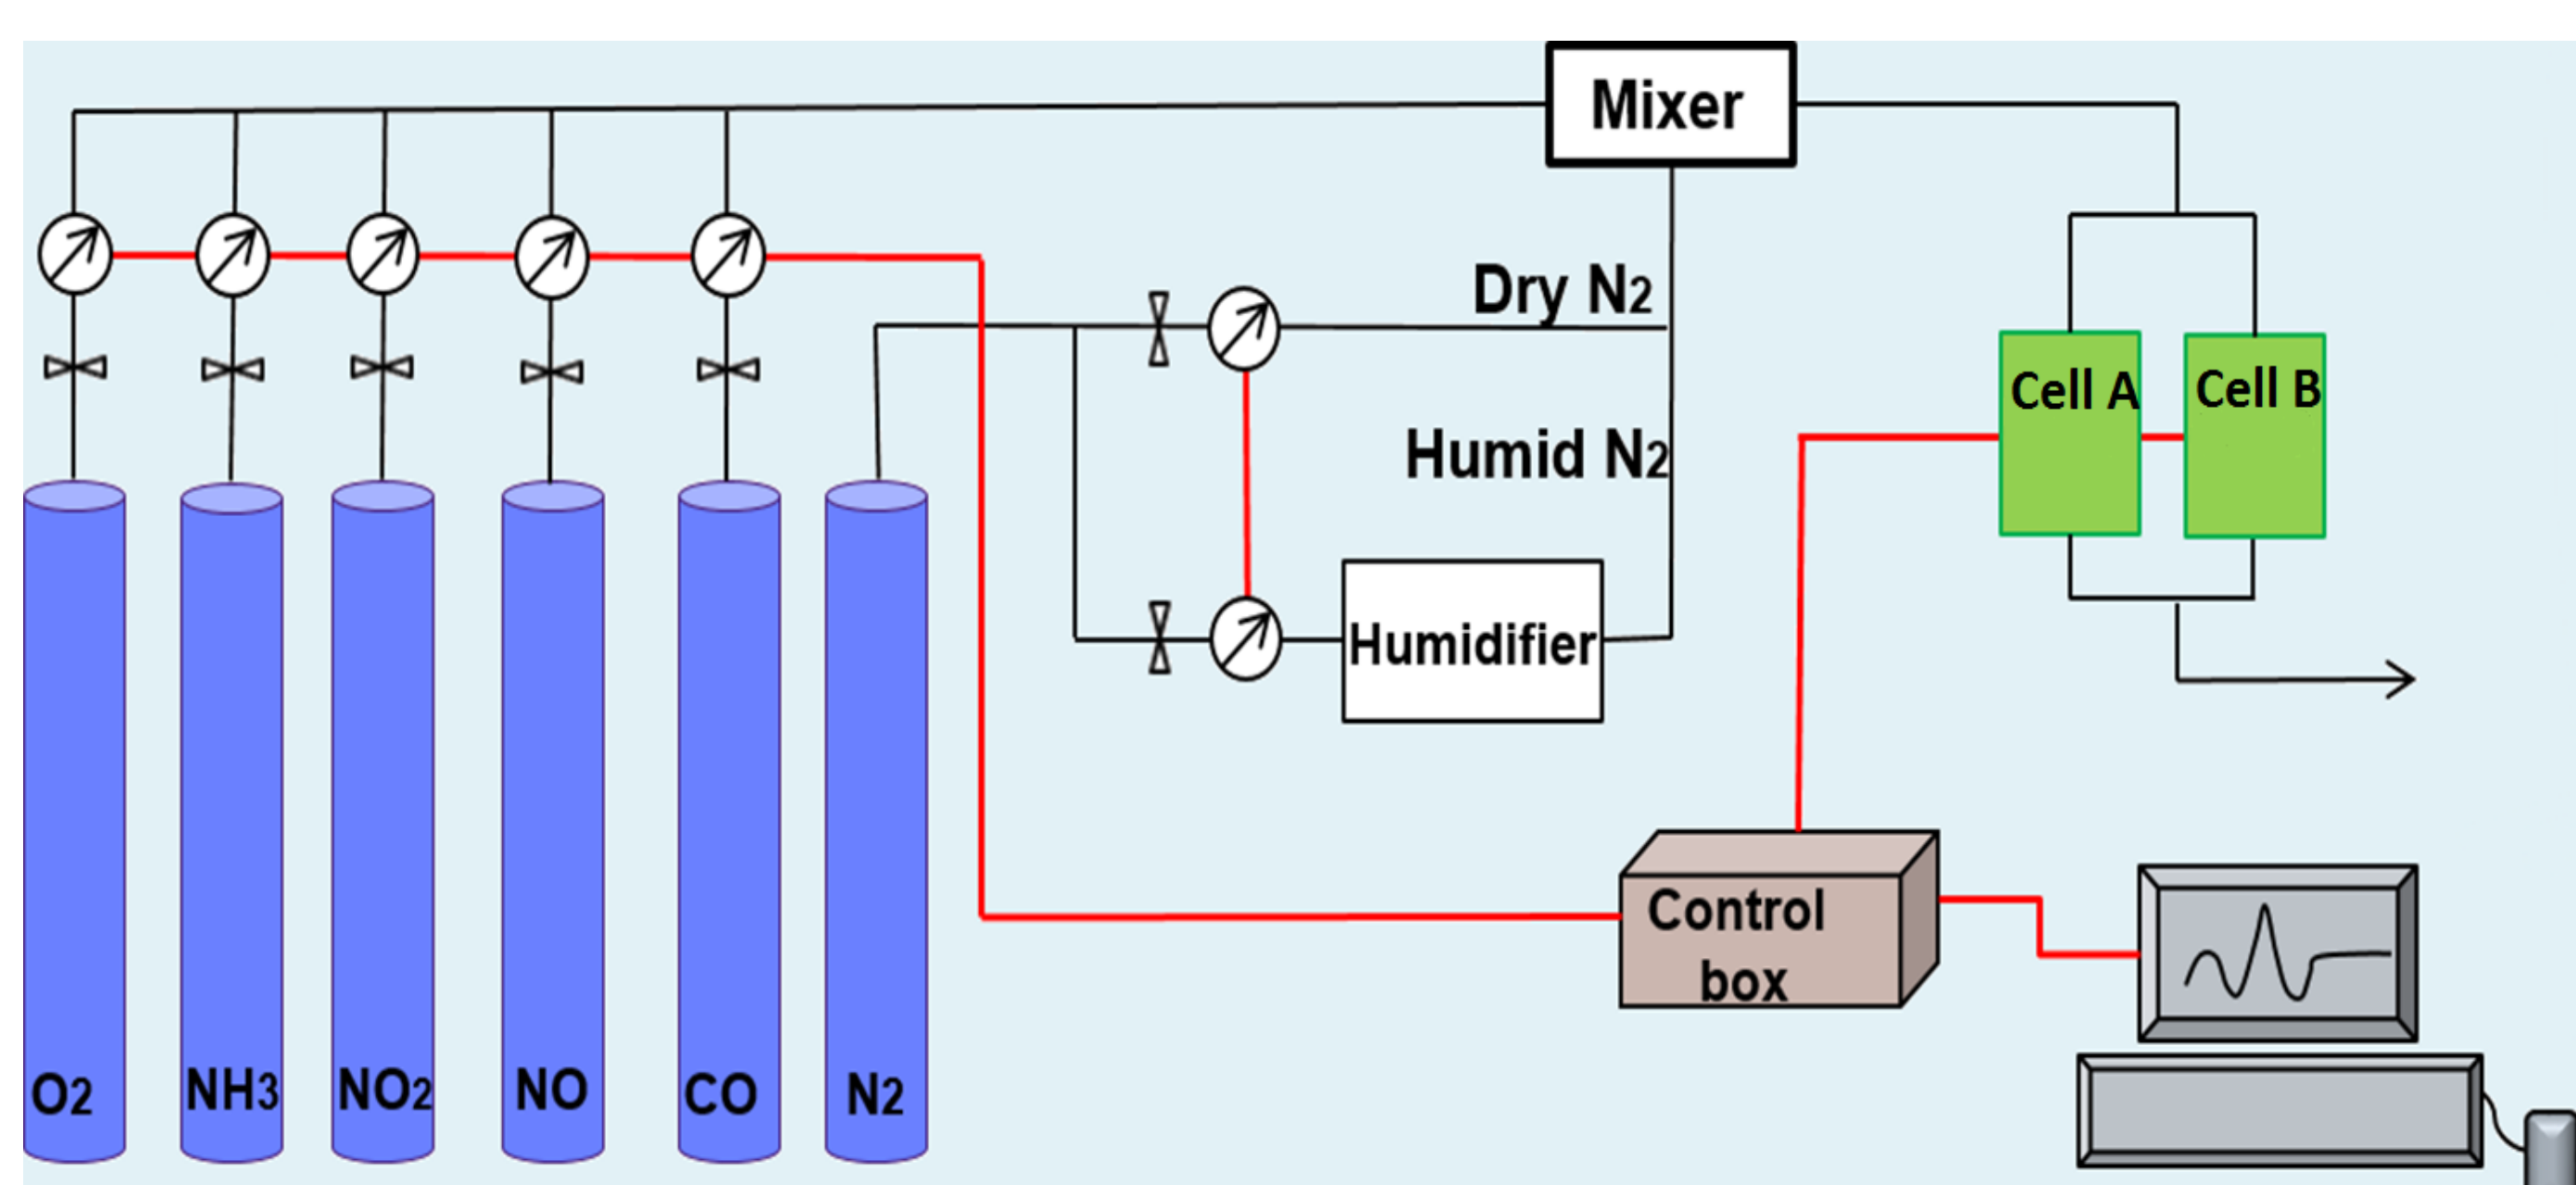 Mixer
Dry N2
Humid N2
Cell A
Cell B
Humidifier
Control
box
O2
NH3
NO2
NO
CO
N2